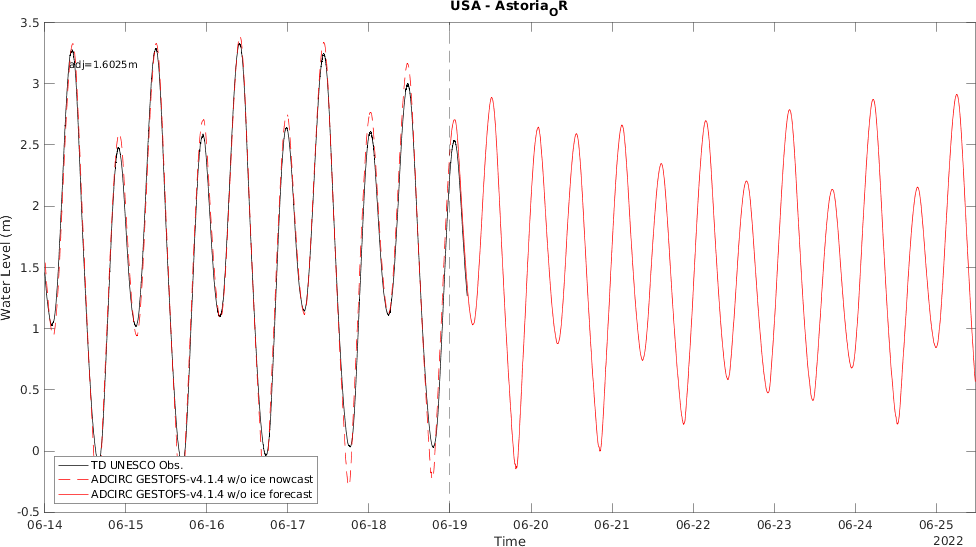 USA - Astoria_OR
3.5
3
2.5
2
1.5
1
0.5
0
-0.5
Water Level (m)
adj=1.6025m
TD UNESCO Obs.
ADCIRC GESTOFS-v4.1.4 w/o ice nowcast
ADCIRC GESTOFS-v4.1.4 w/o ice forecast
06-14 06-15 06-16 06-17 06-18 06-19 06-20 06-21 06-22 06-23 06-24 06-25
Time
2022